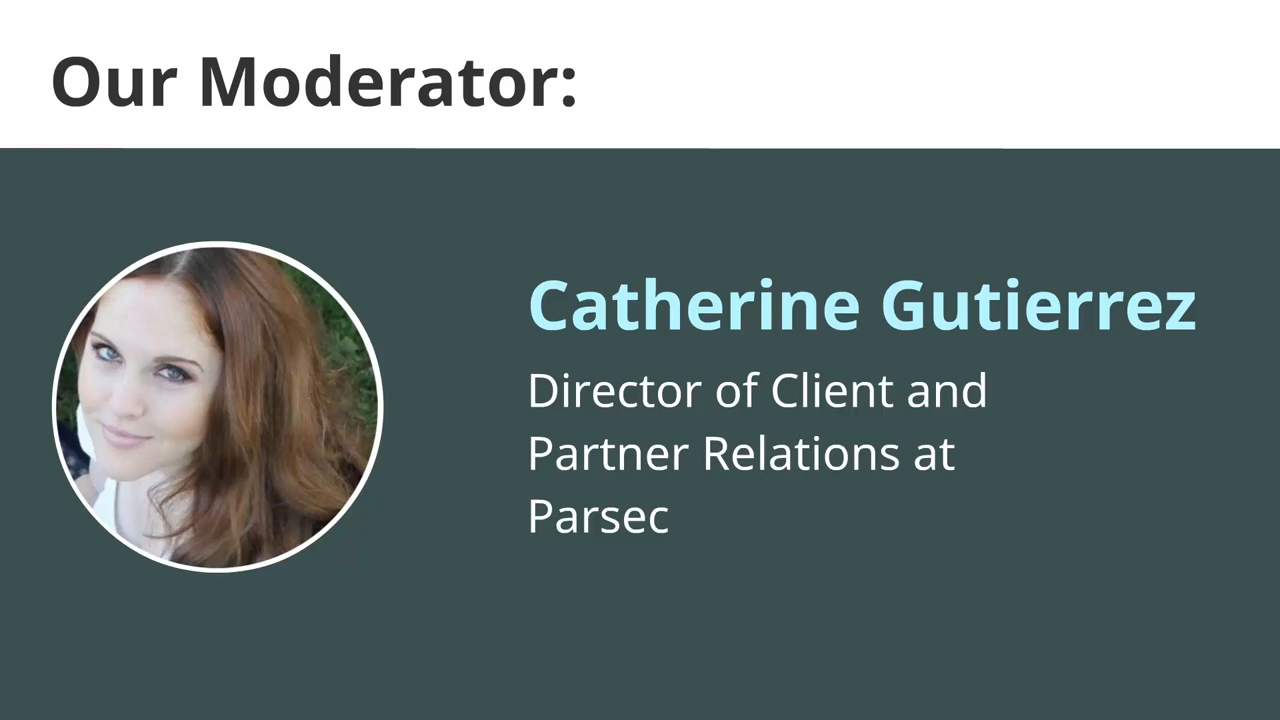 Our Moderator:
Catherine Gutierrez
Director of Client and
Partner Relations at
Parsec